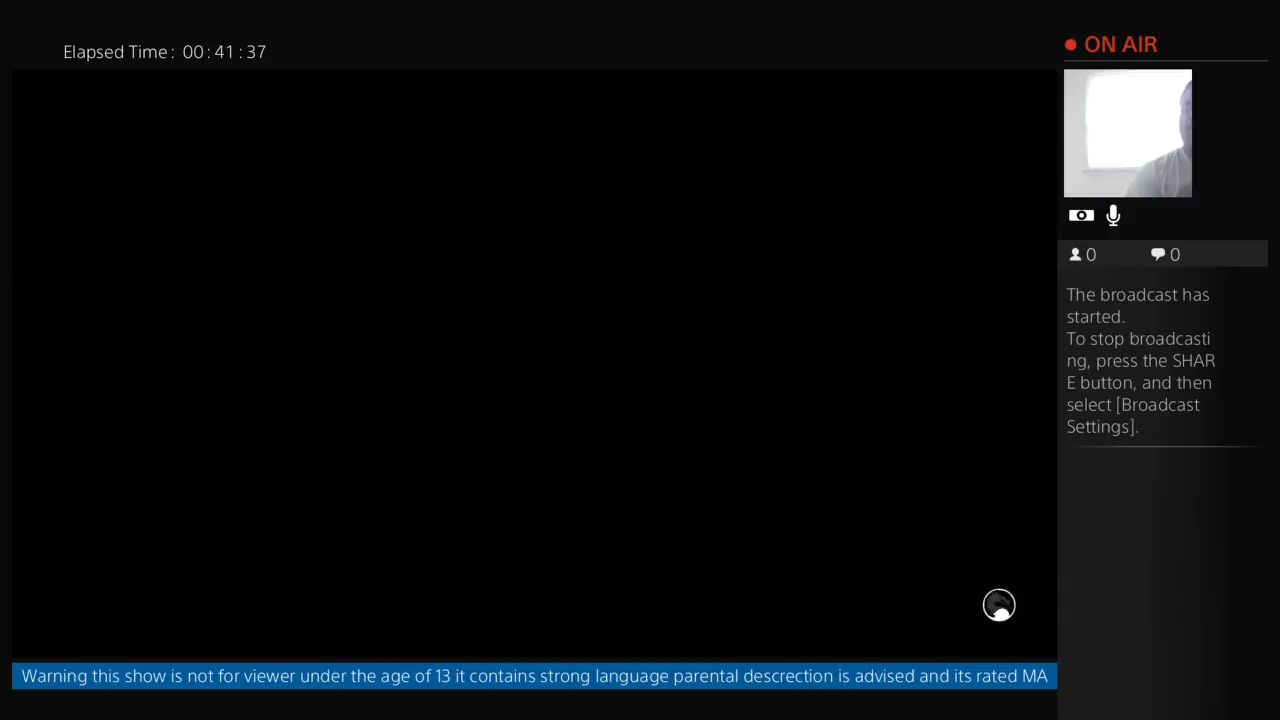 Elapsed Time: 00:41:37
ON AIR
0
0
The broadcast has
started.
To stop broadcasti
ng, press the SHAR
E button, and then
select [Broadcast
Settings].
Warning this show is not for viewer under the age of 13 it contains strong language parental descrection is advised and its rated MA